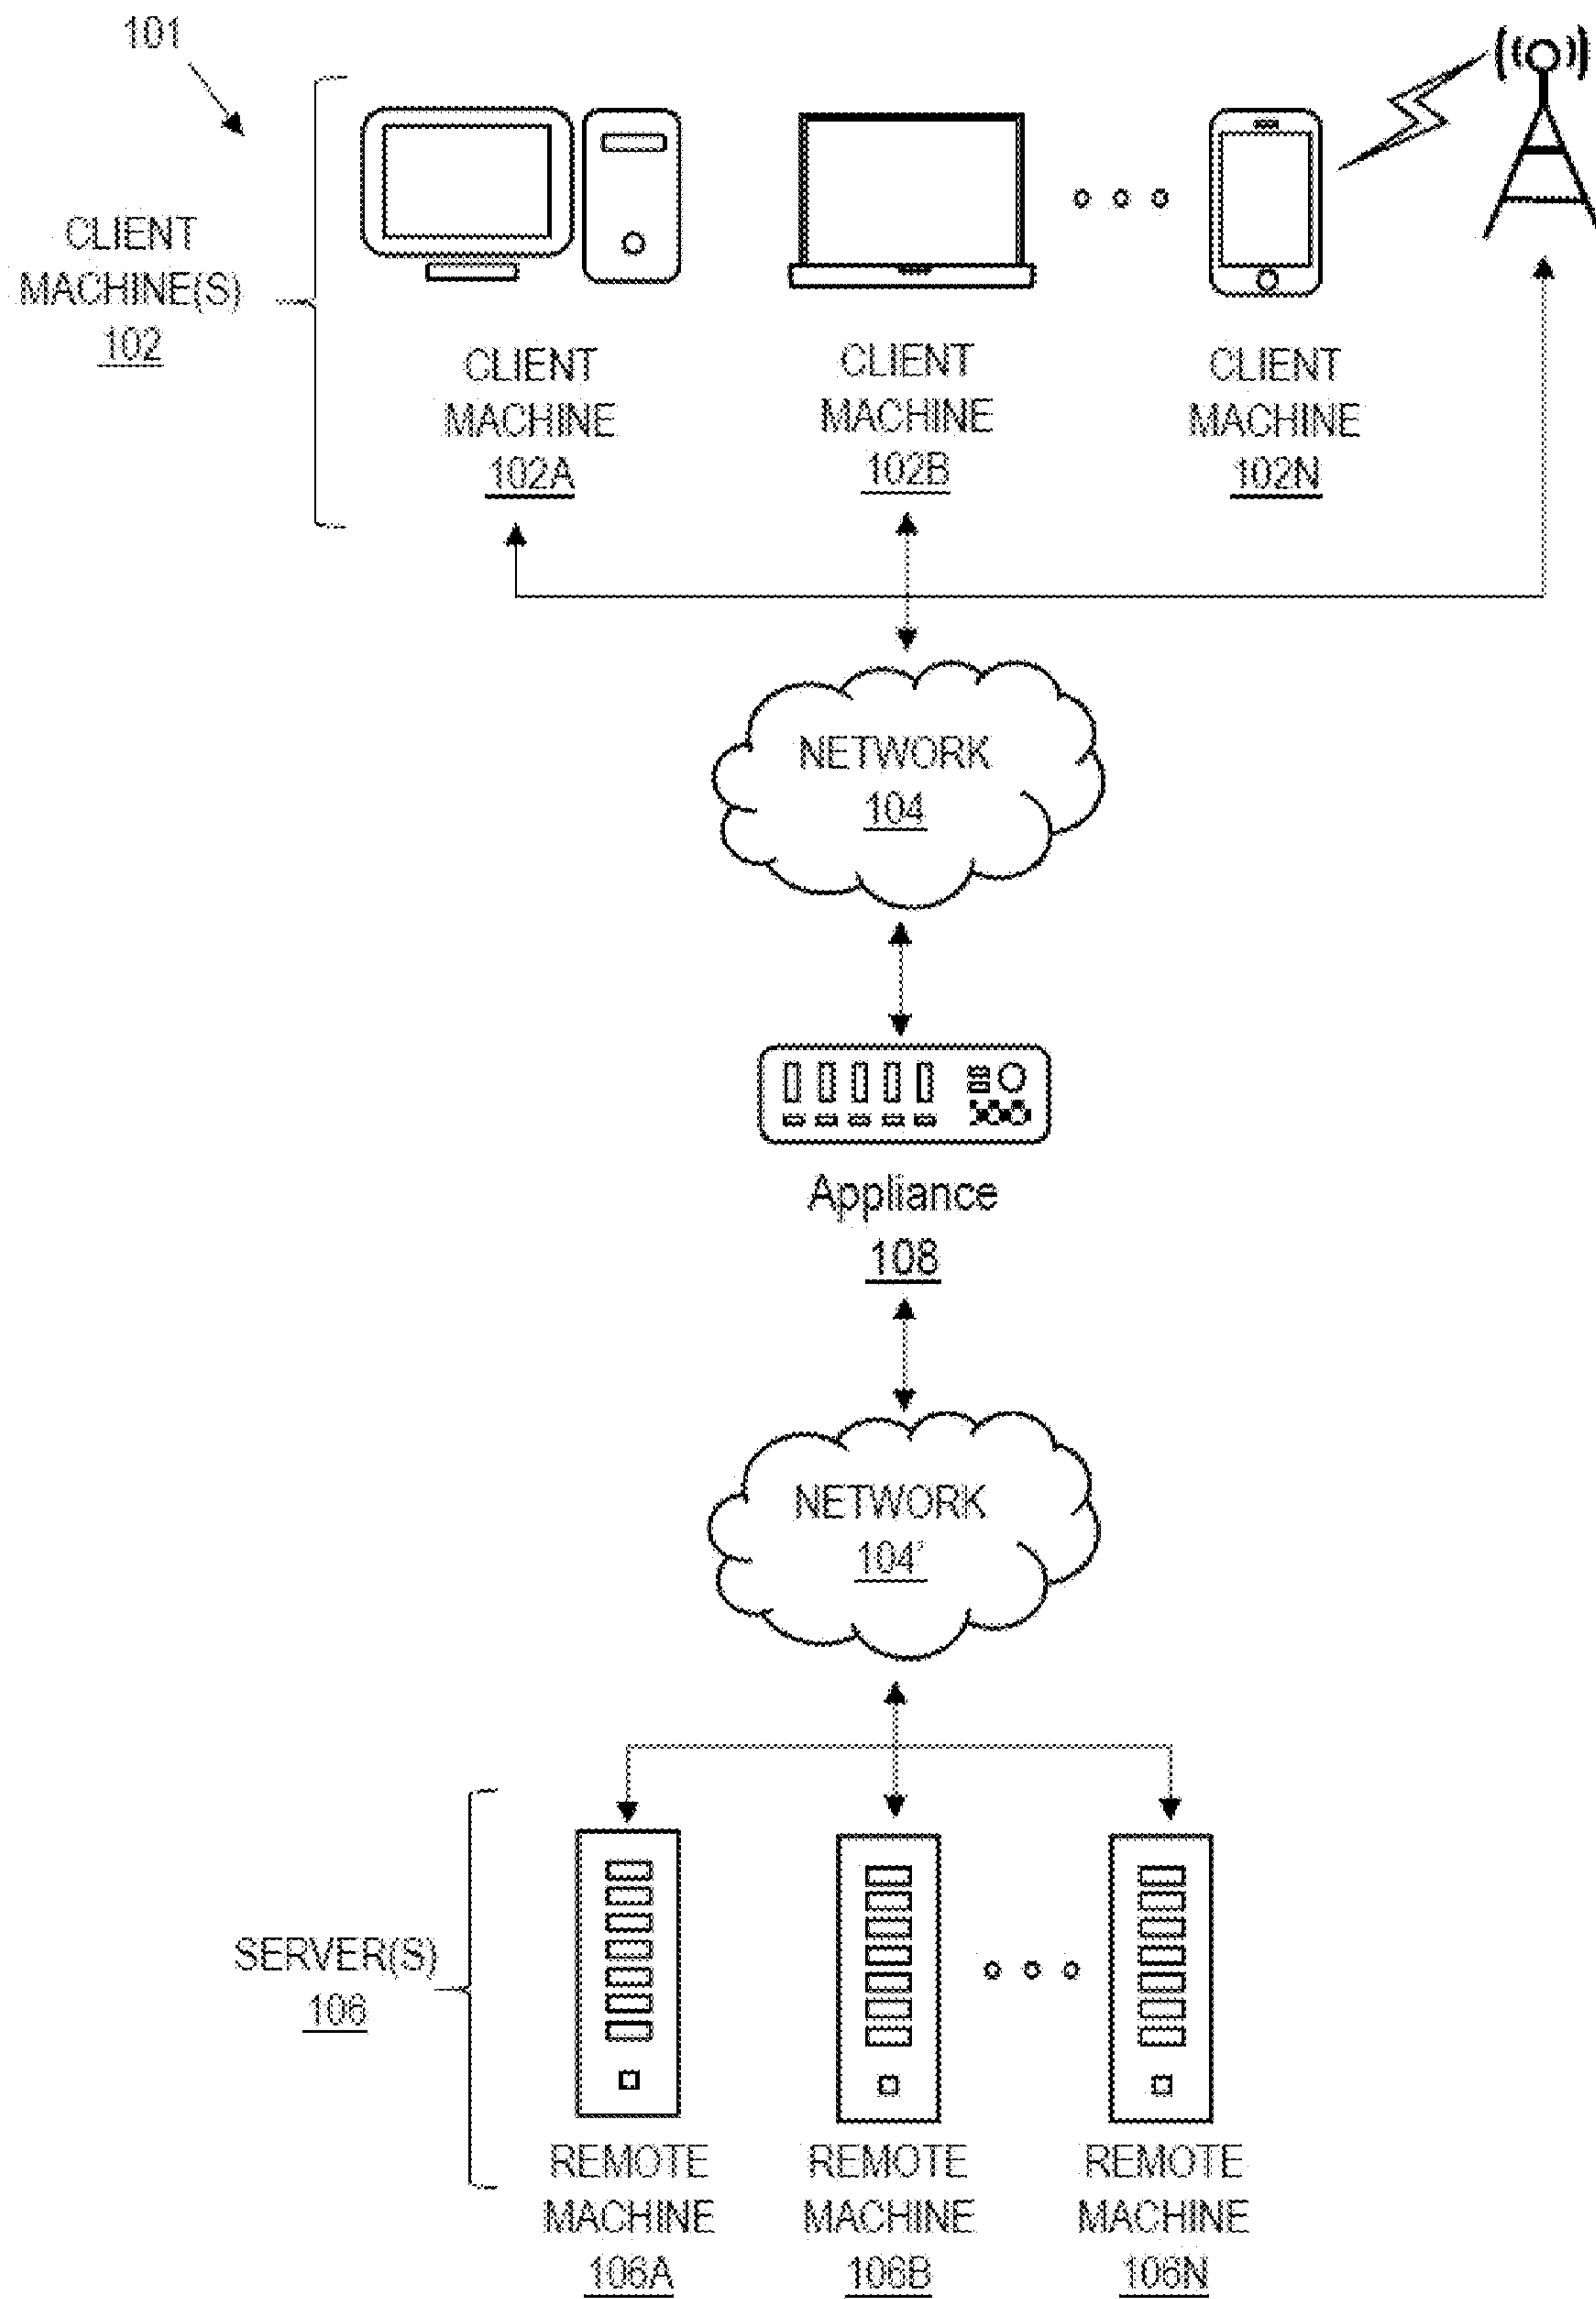 101
CLIENT
MACHINE(S)
102
CLIENT
MACHINE
102A
CLIENT
MACHINE
102B
CLIENT
MACHINE
102N
NETWORK
104
Appliance
108
NETWORK
104'
SERVER(S)
106
REMOTE
MACHINE
106A
REMOTE
MACHINE
106B
REMOTE
MACHINE
106N